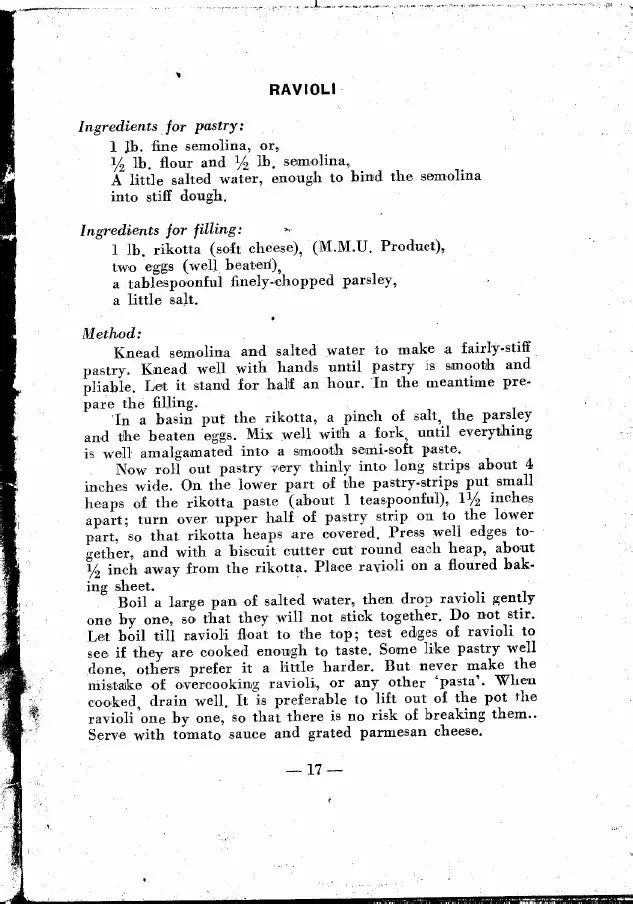 RAVIOLI
Ingredients for pastry:
1 lb. fine semolina, or,
½ lb. flour and ½ lb. semolina,
A little salted water, enough to bind the semolina
into stiff dough.
Ingredients for filling:
1 lb. rikotta (soft cheese), (M.M.U. Product),
two eggs (well beaten),
a tablespoonful finely-chopped parsley,
a little salt.
Method:
Knead semolina and salted water to make a fairly-stiff
pastry. Knead well with hands until pastry is smooth and
pliable. Let it stand for half an hour. In the meantime pre-
pare the filling.
In a basin put the rikotta, a pinch of salt, the parsley
and the beaten eggs. Mix well with a fork, until everything
is well amalgamated into a smooth semi-soft paste.
Now roll out pastry very thinly into long strips about 4
inches wide. On the lower part of the pastry-strips put small
heaps of the rikotta paste (about 1 teaspoonful), 1½ inches
apart; turn over upper half of pastry strip on to the lower
part, so that rikotta heaps are covered. Press well edges to-
gether, and with a biscuit cutter cut round each heap, about
½ inch away from the rikotta. Place ravioli on a floured bak-
ing sheet.
Boil a large pan of salted water, then drop ravioli gently
one by one, so that they will not stick together. Do not stir.
Let boil till ravioli float to the top; test edges of ravioli to
see if they are cooked enough to taste. Some like pastry well
done, others prefer it a little harder. But never make the
mistake of overcooking ravioli, or any other 'pasta'. When
cooked, drain well. It is preferable to lift out of the pot the
ravioli one by one, so that there is no risk of breaking them..
Serve with tomato sauce and grated parmesan cheese.
— 17 —